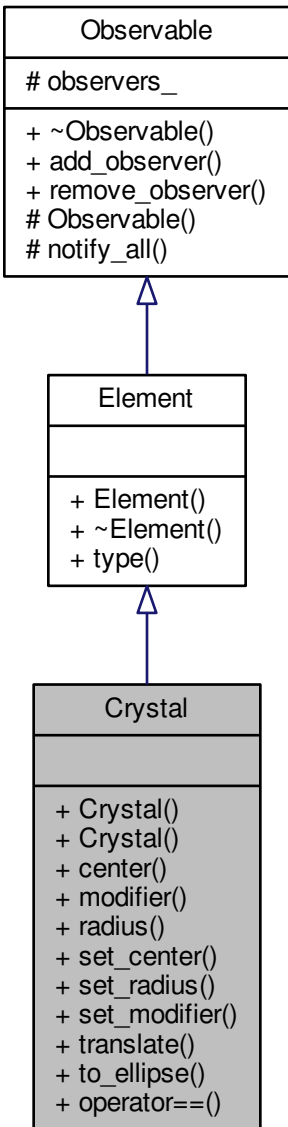 Observable
# observers_
+ ~Observable()
+ add_observer()
+ remove_observer()
# Observable()
# notify_all()
Element
+ Element()
+ ~Element()
+ type()
Crystal
+ Crystal()
+ Crystal()
+ center()
+ modifier()
+ radius()
+ set_center()
+ set_radius()
+ set_modifier()
+ translate()
+ to_ellipse()
+ operator==()